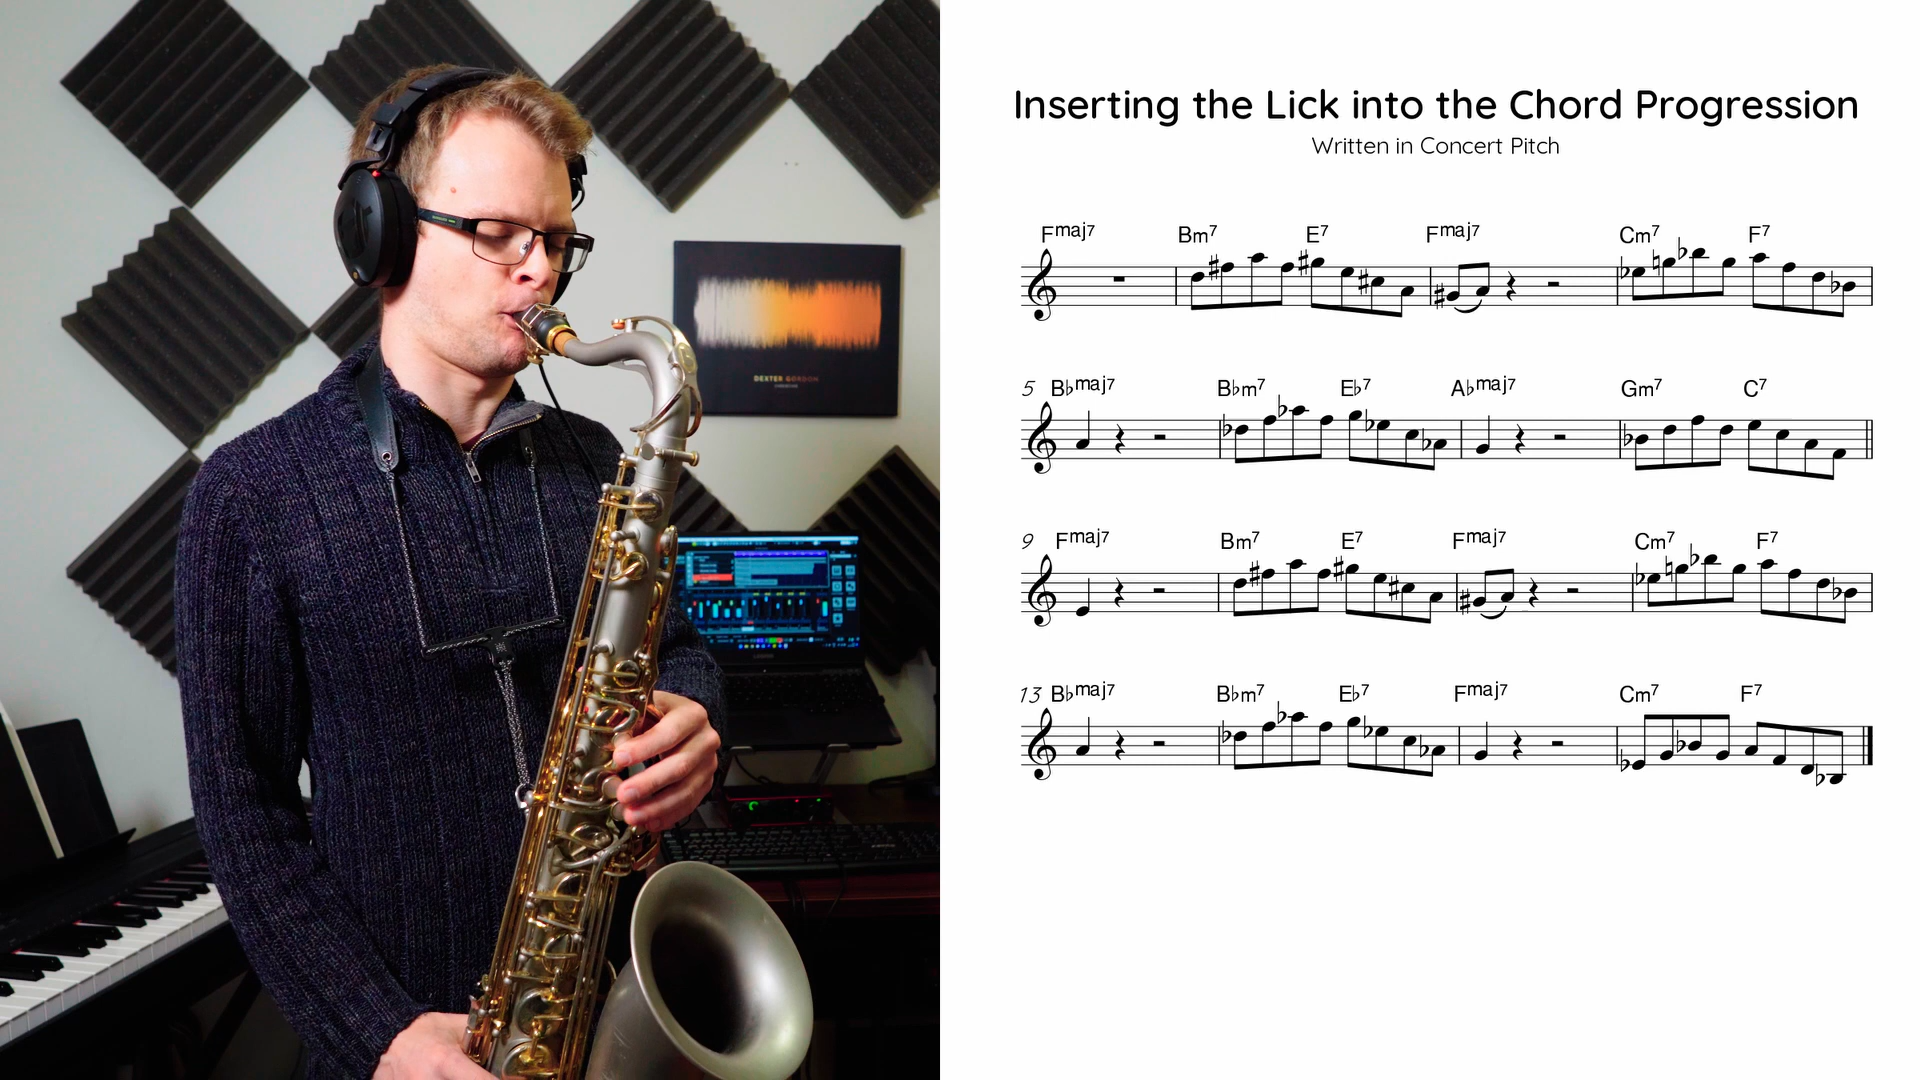 Inserting the Lick into the Chord Progression
Written in Concert Pitch
Fmaj7 Bm7 E7 Fmaj7 Cm7 F7
5 B♭maj7 B♭m7 E♭7 A♭maj7 Gm7 C7
9 Fmaj7 Bm7 E7 Fmaj7 Cm7 F7
13 B♭maj7 B♭m7 E♭7 Fmaj7 Cm7 F7
DEXTER GORDON